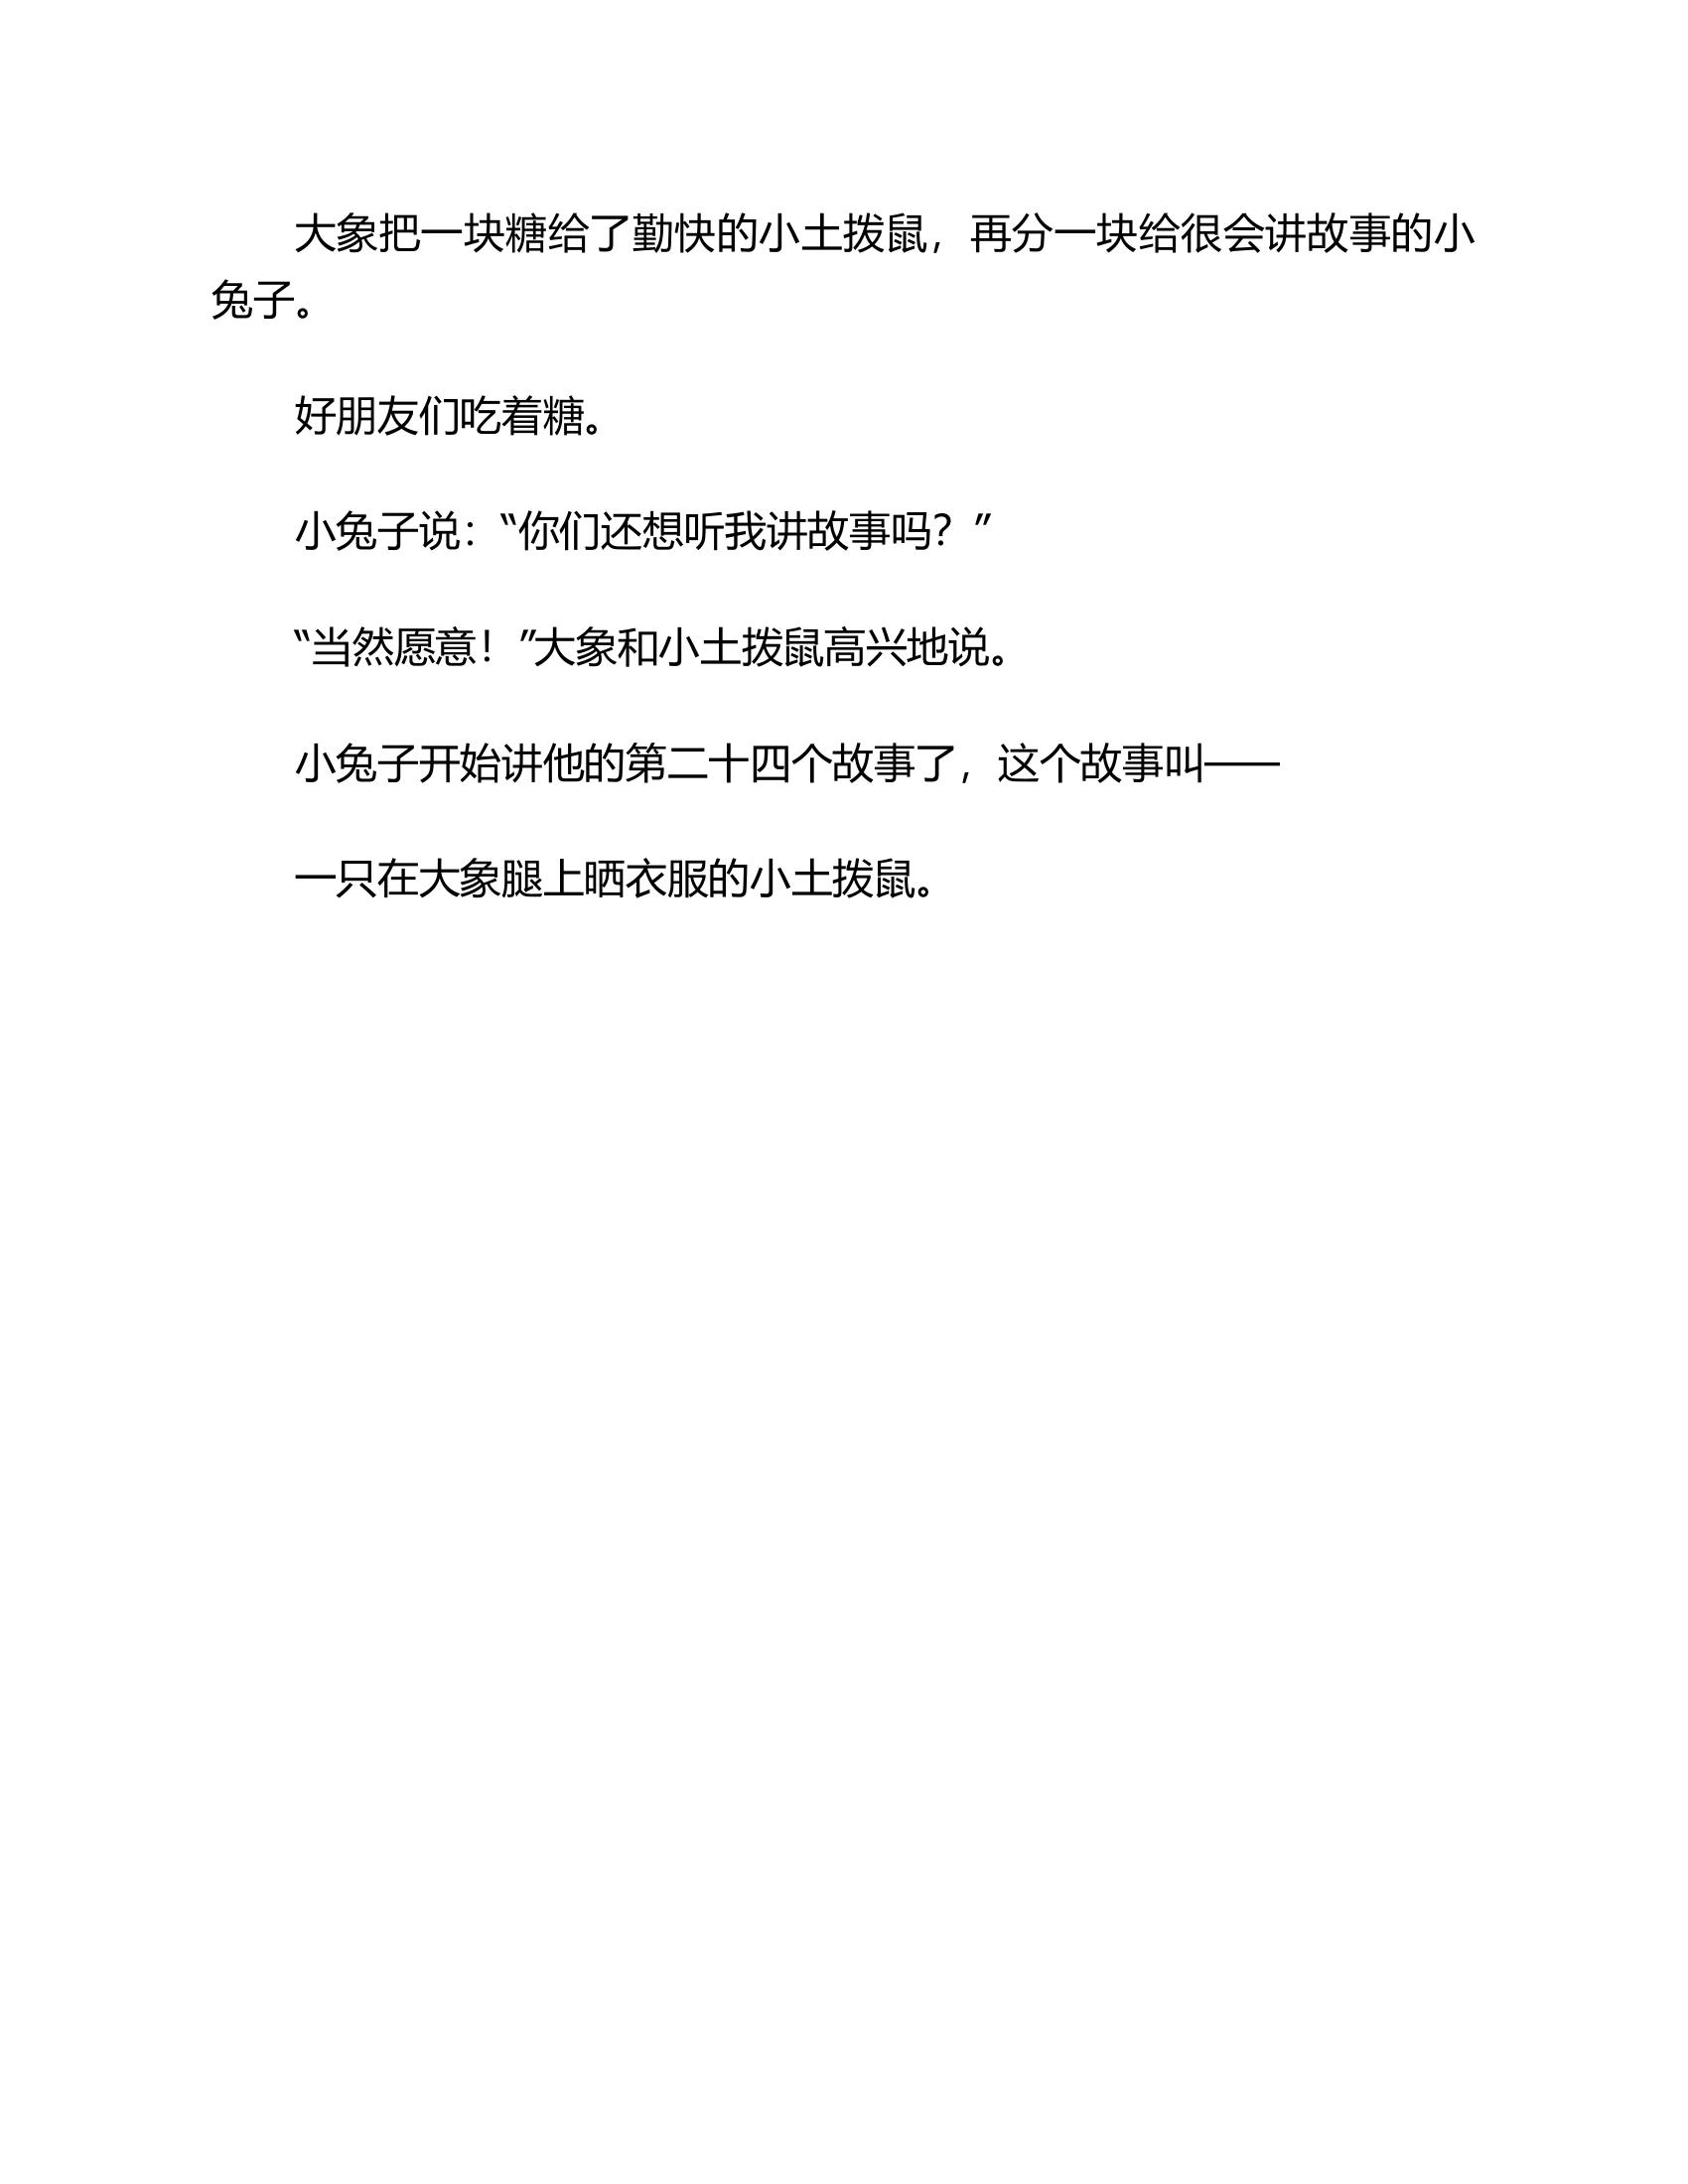 大象把一块糖给了勤快的小土拨鼠，再分一块给很会讲故事的小
兔子。
好朋友们吃着糖。
小兔子说：“你们还想听我讲故事吗？”
“当然愿意！”大象和小土拨鼠高兴地说。
小兔子开始讲他的第二十四个故事了，这个故事叫——
一只在大象腿上晒衣服的小土拨鼠。